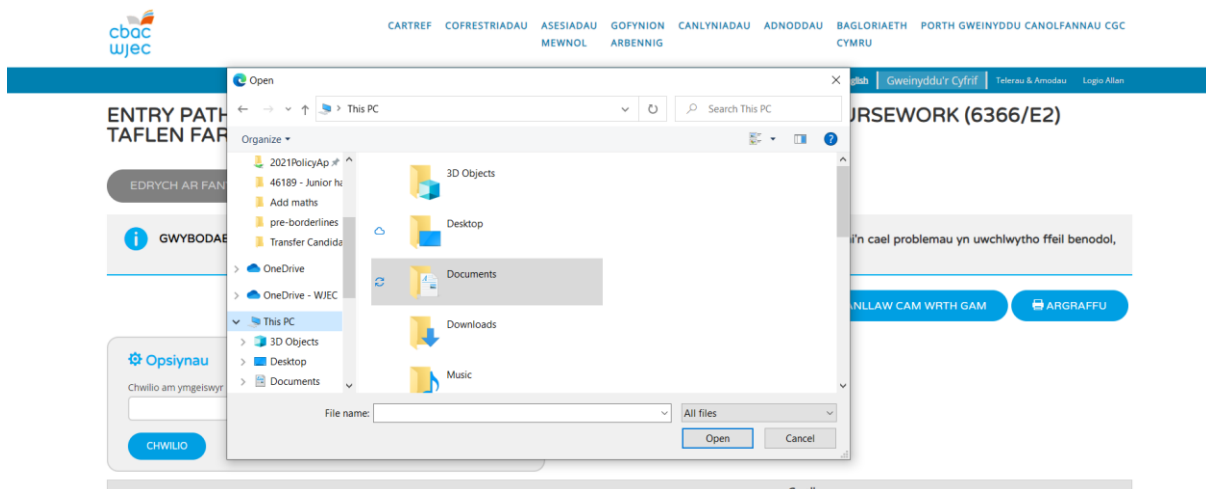 cbac
wjec
CARTREF COFRESTRIADAU ASESIADAU GOFYNION CANLYNIADAU ADNODDAU BAGLORIAETH PORTH GWEINYDDU CANOLFANNAU CGC
MEWNOL ARBENNIG CYMRU
Gweinyddu'r Cyfrif Telerau & Amodau Logio Allan
Open
This PC
Search This PC
ENTRY PATH
URSEWORK (6366/E2)
TAFLEN FAR
Organize
2021PolicyAp
46189 - Junior ha
Add maths
pre-borderlines
Transfer Candida
OneDrive
OneDrive - WJEC
This PC
3D Objects
Desktop
Documents
3D Objects
Desktop
Documents
Downloads
Music
EDRYCH AR FAN
GWYBODAE
i'n cael problemau yn uwchlwytho ffeil benodol,
ANLLAW CAM WRTH GAM
ARGRAFFU
Opsiynau
Chwilio am ymgeiswyr
CHWILIO
File name:
All files
Open Cancel